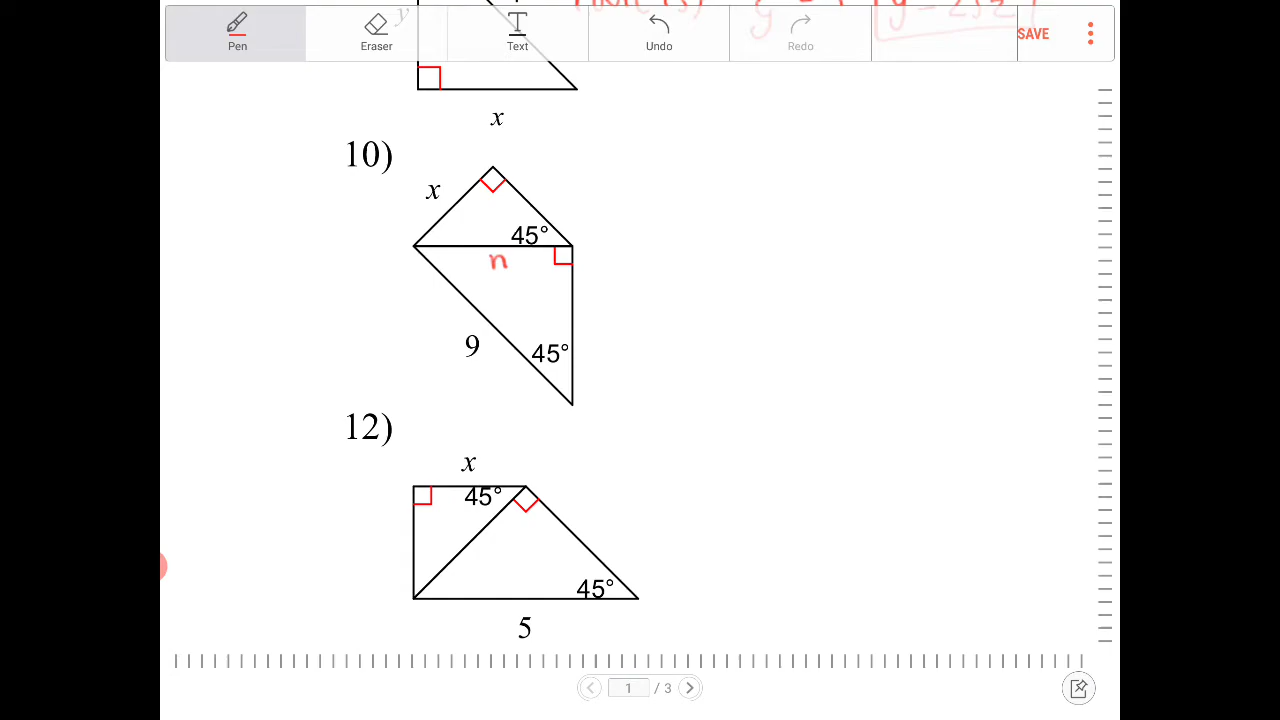 y
Pen
Eraser
Text
Undo
Redo
SAVE
x
10)
x
45°
n
9
45°
12)
x
45°
45°
5
1 / 3